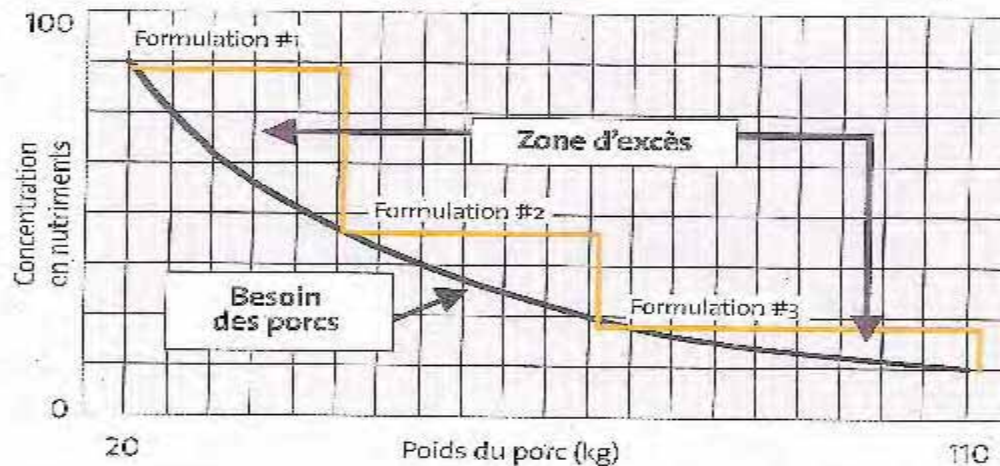 100
Formulation #1
Zone d'excès
Concentration
en nutriments
Formulation #2
Besoin
des porcs
Formulation #3
0
20
Poids du porc (kg)
110